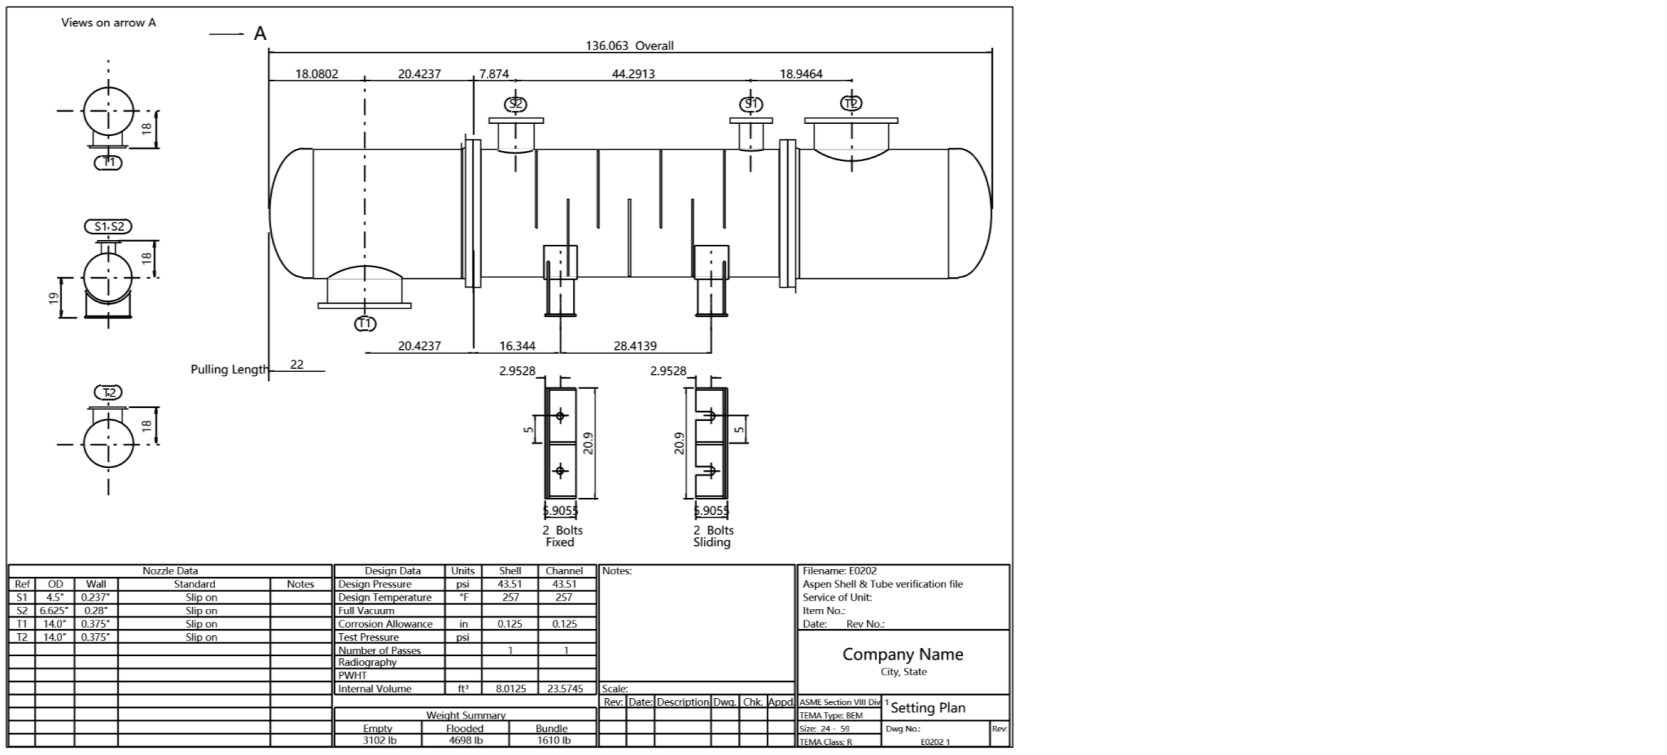 Views on arrow A
A
136.063 Overall
18.0802 20.4237 7.874 44.2913 18.9464
S2 S1 T2
18
T1
S1 S2
18
19
T1
20.4237 16.344 28.4139
Pulling Length 22
2.9528 2.9528
T2
18
5 20.9 20.9 5
5.9055 5.9055
2 Bolts 2 Bolts
Fixed Sliding
Nozzle Data
Ref OD Wall Standard Notes
S1 4.5" 0.237" Slip on
S2 6.625" 0.28" Slip on
T1 14.0" 0.375" Slip on
T2 14.0" 0.375" Slip on
Design Data Units Shell Channel
Design Pressure psi 43.51 43.51
Design Temperature °F 257 257
Full Vacuum
Corrosion Allowance in 0.125 0.125
Test Pressure psi
Number of Passes 1 1
Radiography
PWHT
Internal Volume ft³ 8.0125 23.5745
Weight Summary
Empty Flooded Bundle
3102 lb 4698 lb 1610 lb
Notes:
Scale:
Rev: Date: Description Dwg. Chk. Appd.
Filename: E0202
Aspen Shell & Tube verification file
Service of Unit:
Item No.:
Date: Rev No.:
Company Name
City, State
ASME Section VIII Div 1
TEMA Type: BEM
Size: 24 - 59
TEMA Class: R
Setting Plan
Dwg No.: Rev:
E0202 1